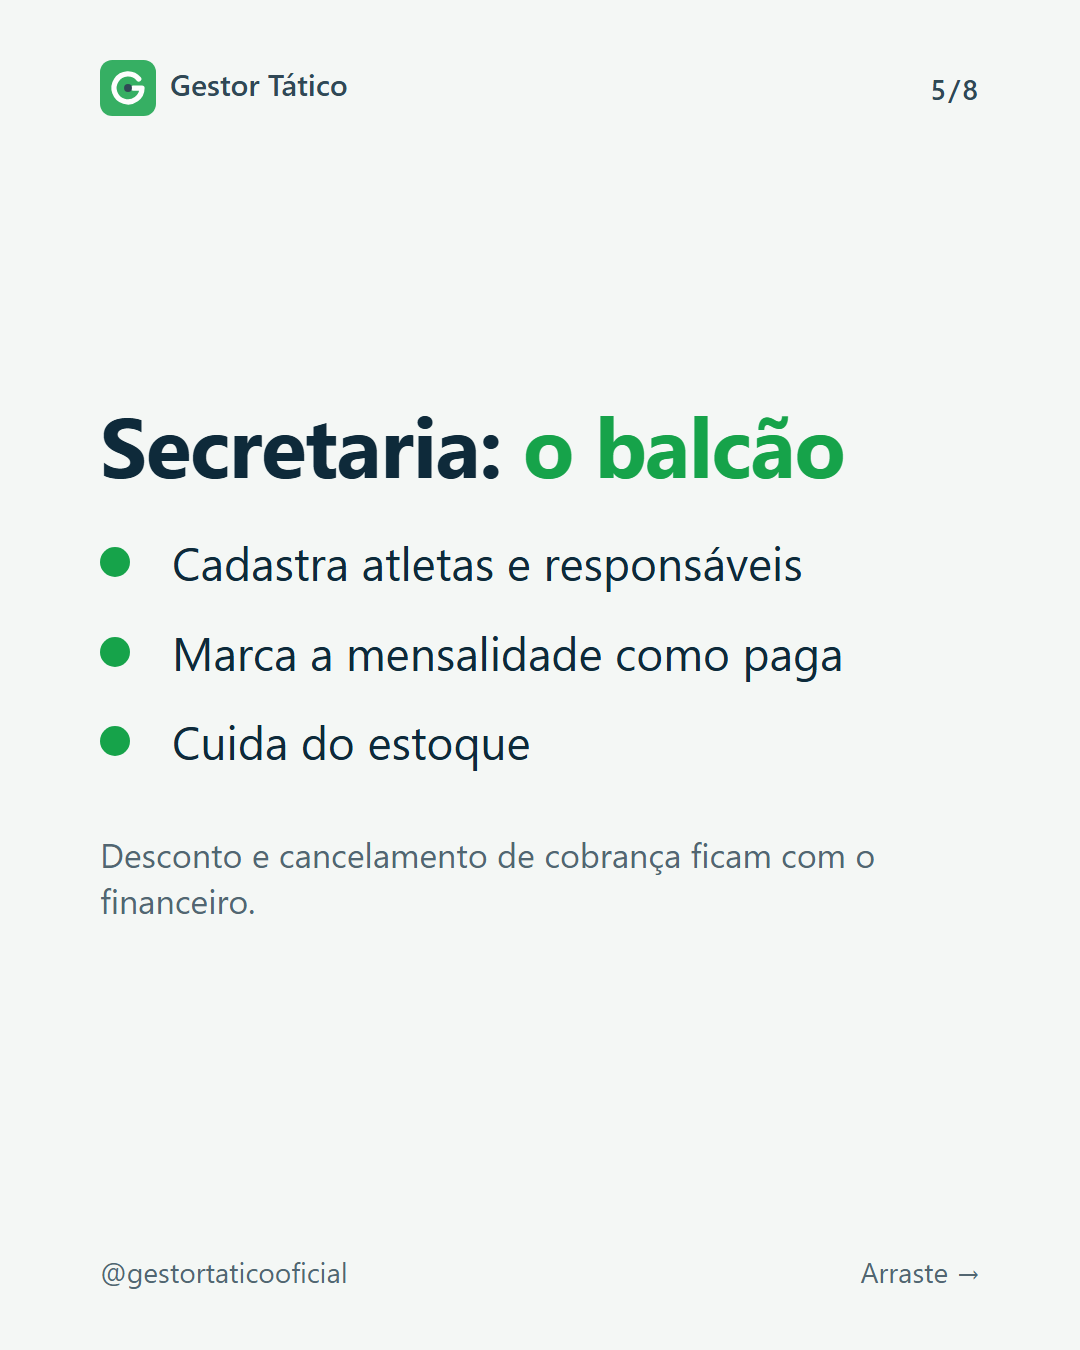 Gestor Tático
5/8
Secretaria: o balcão
Cadastra atletas e responsáveis
Marca a mensalidade como paga
Cuida do estoque
Desconto e cancelamento de cobrança ficam com o
financeiro.
@gestortaticooficial
Arraste →